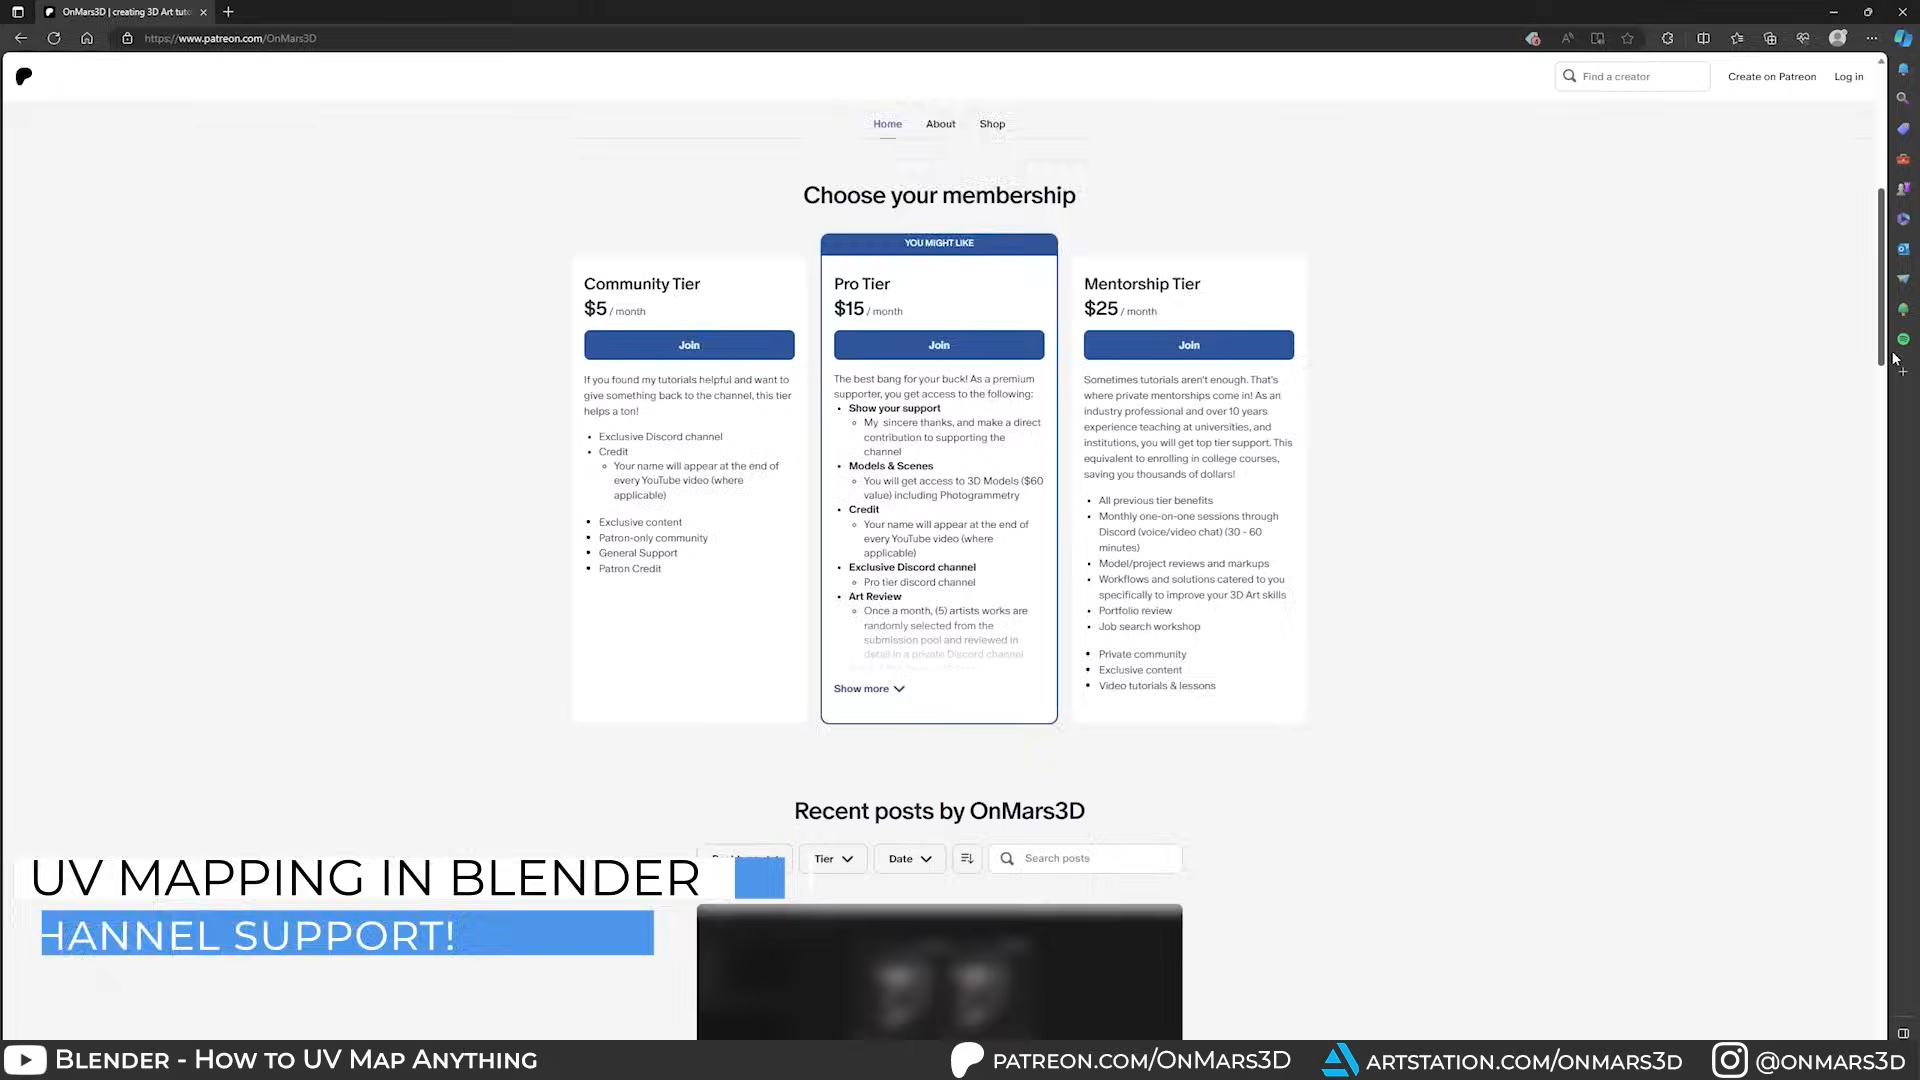 OnMars3D | creating 3D Art tuto
https://www.patreon.com/OnMars3D
Find a creator
Create on Patreon
Log in
Home
About
Shop
Choose your membership
YOU MIGHT LIKE
Community Tier
$5 / month
Join
If you found my tutorials helpful and want to
give something back to the channel, this tier
helps a ton!
Exclusive Discord channel
Credit
Your name will appear at the end of
every YouTube video (where
applicable)
Exclusive content
Patron-only community
General Support
Patron Credit
Pro Tier
$15 / month
Join
The best bang for your buck! As a premium
supporter, you get access to the following:
Show your support
My sincere thanks, and make a direct
contribution to supporting the
channel
Models & Scenes
You will get access to 3D Models ($60
value) including Photogrammetry
Credit
Your name will appear at the end of
every YouTube video (where
applicable)
Exclusive Discord channel
Pro tier discord channel
Art Review
Once a month, (5) artists works are
randomly selected from the
submission pool and reviewed in
detail in a private Discord channel
Show more
Mentorship Tier
$25 / month
Join
Sometimes tutorials aren't enough. That's
where private mentorships come in! As an
industry professional and over 10 years
experience teaching at universities, and
institutions, you will get top tier support. This
equivalent to enrolling in college courses,
saving you thousands of dollars!
All previous tier benefits
Monthly one-on-one sessions through
Discord (voice/video chat) (30 - 60
minutes)
Model/project reviews and markups
Workflows and solutions catered to you
specifically to improve your 3D Art skills
Portfolio review
Job search workshop
Private community
Exclusive content
Video tutorials & lessons
Recent posts by OnMars3D
Tier
Date
Search posts
UV MAPPING IN BLENDER
HANNEL SUPPORT!
BLENDER - HOW TO UV MAP ANYTHING
PATREON.COM/ONMARS3D
ARTSTATION.COM/ONMARS3D
@ONMARS3D